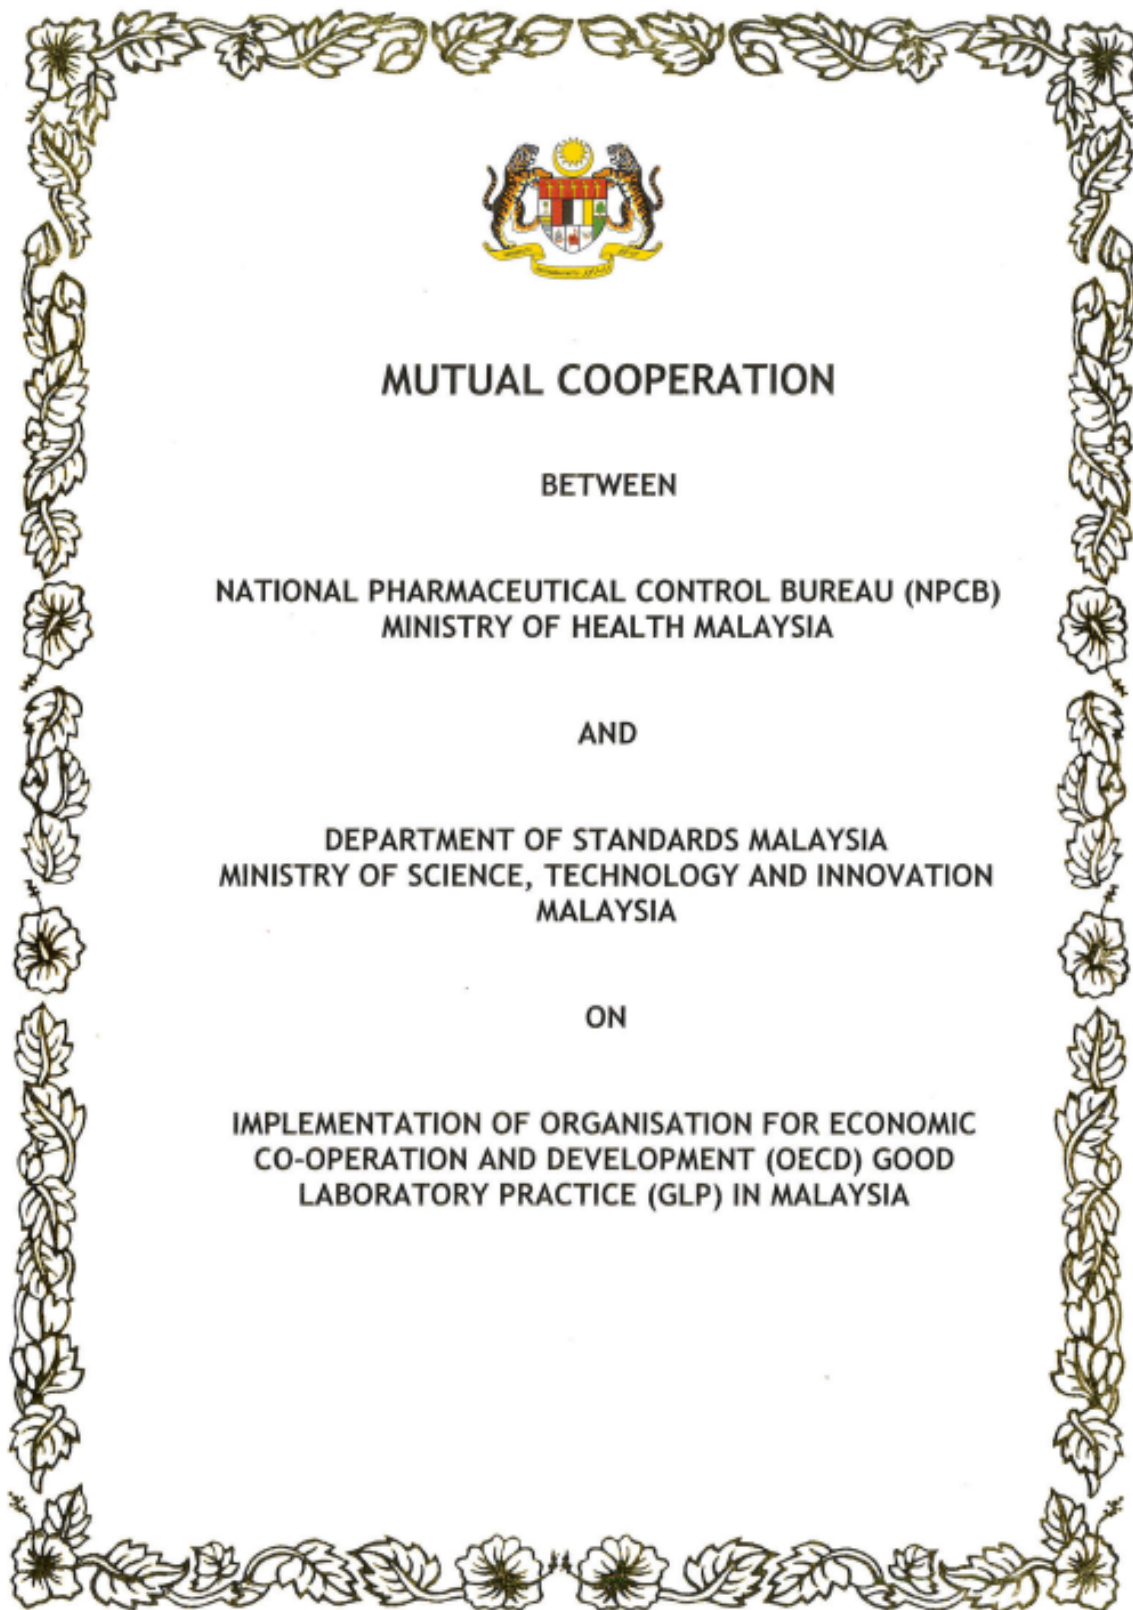 MUTUAL COOPERATION
BETWEEN
NATIONAL PHARMACEUTICAL CONTROL BUREAU (NPCB)
MINISTRY OF HEALTH MALAYSIA
AND
DEPARTMENT OF STANDARDS MALAYSIA
MINISTRY OF SCIENCE, TECHNOLOGY AND INNOVATION
MALAYSIA
ON
IMPLEMENTATION OF ORGANISATION FOR ECONOMIC
CO-OPERATION AND DEVELOPMENT (OECD) GOOD
LABORATORY PRACTICE (GLP) IN MALAYSIA